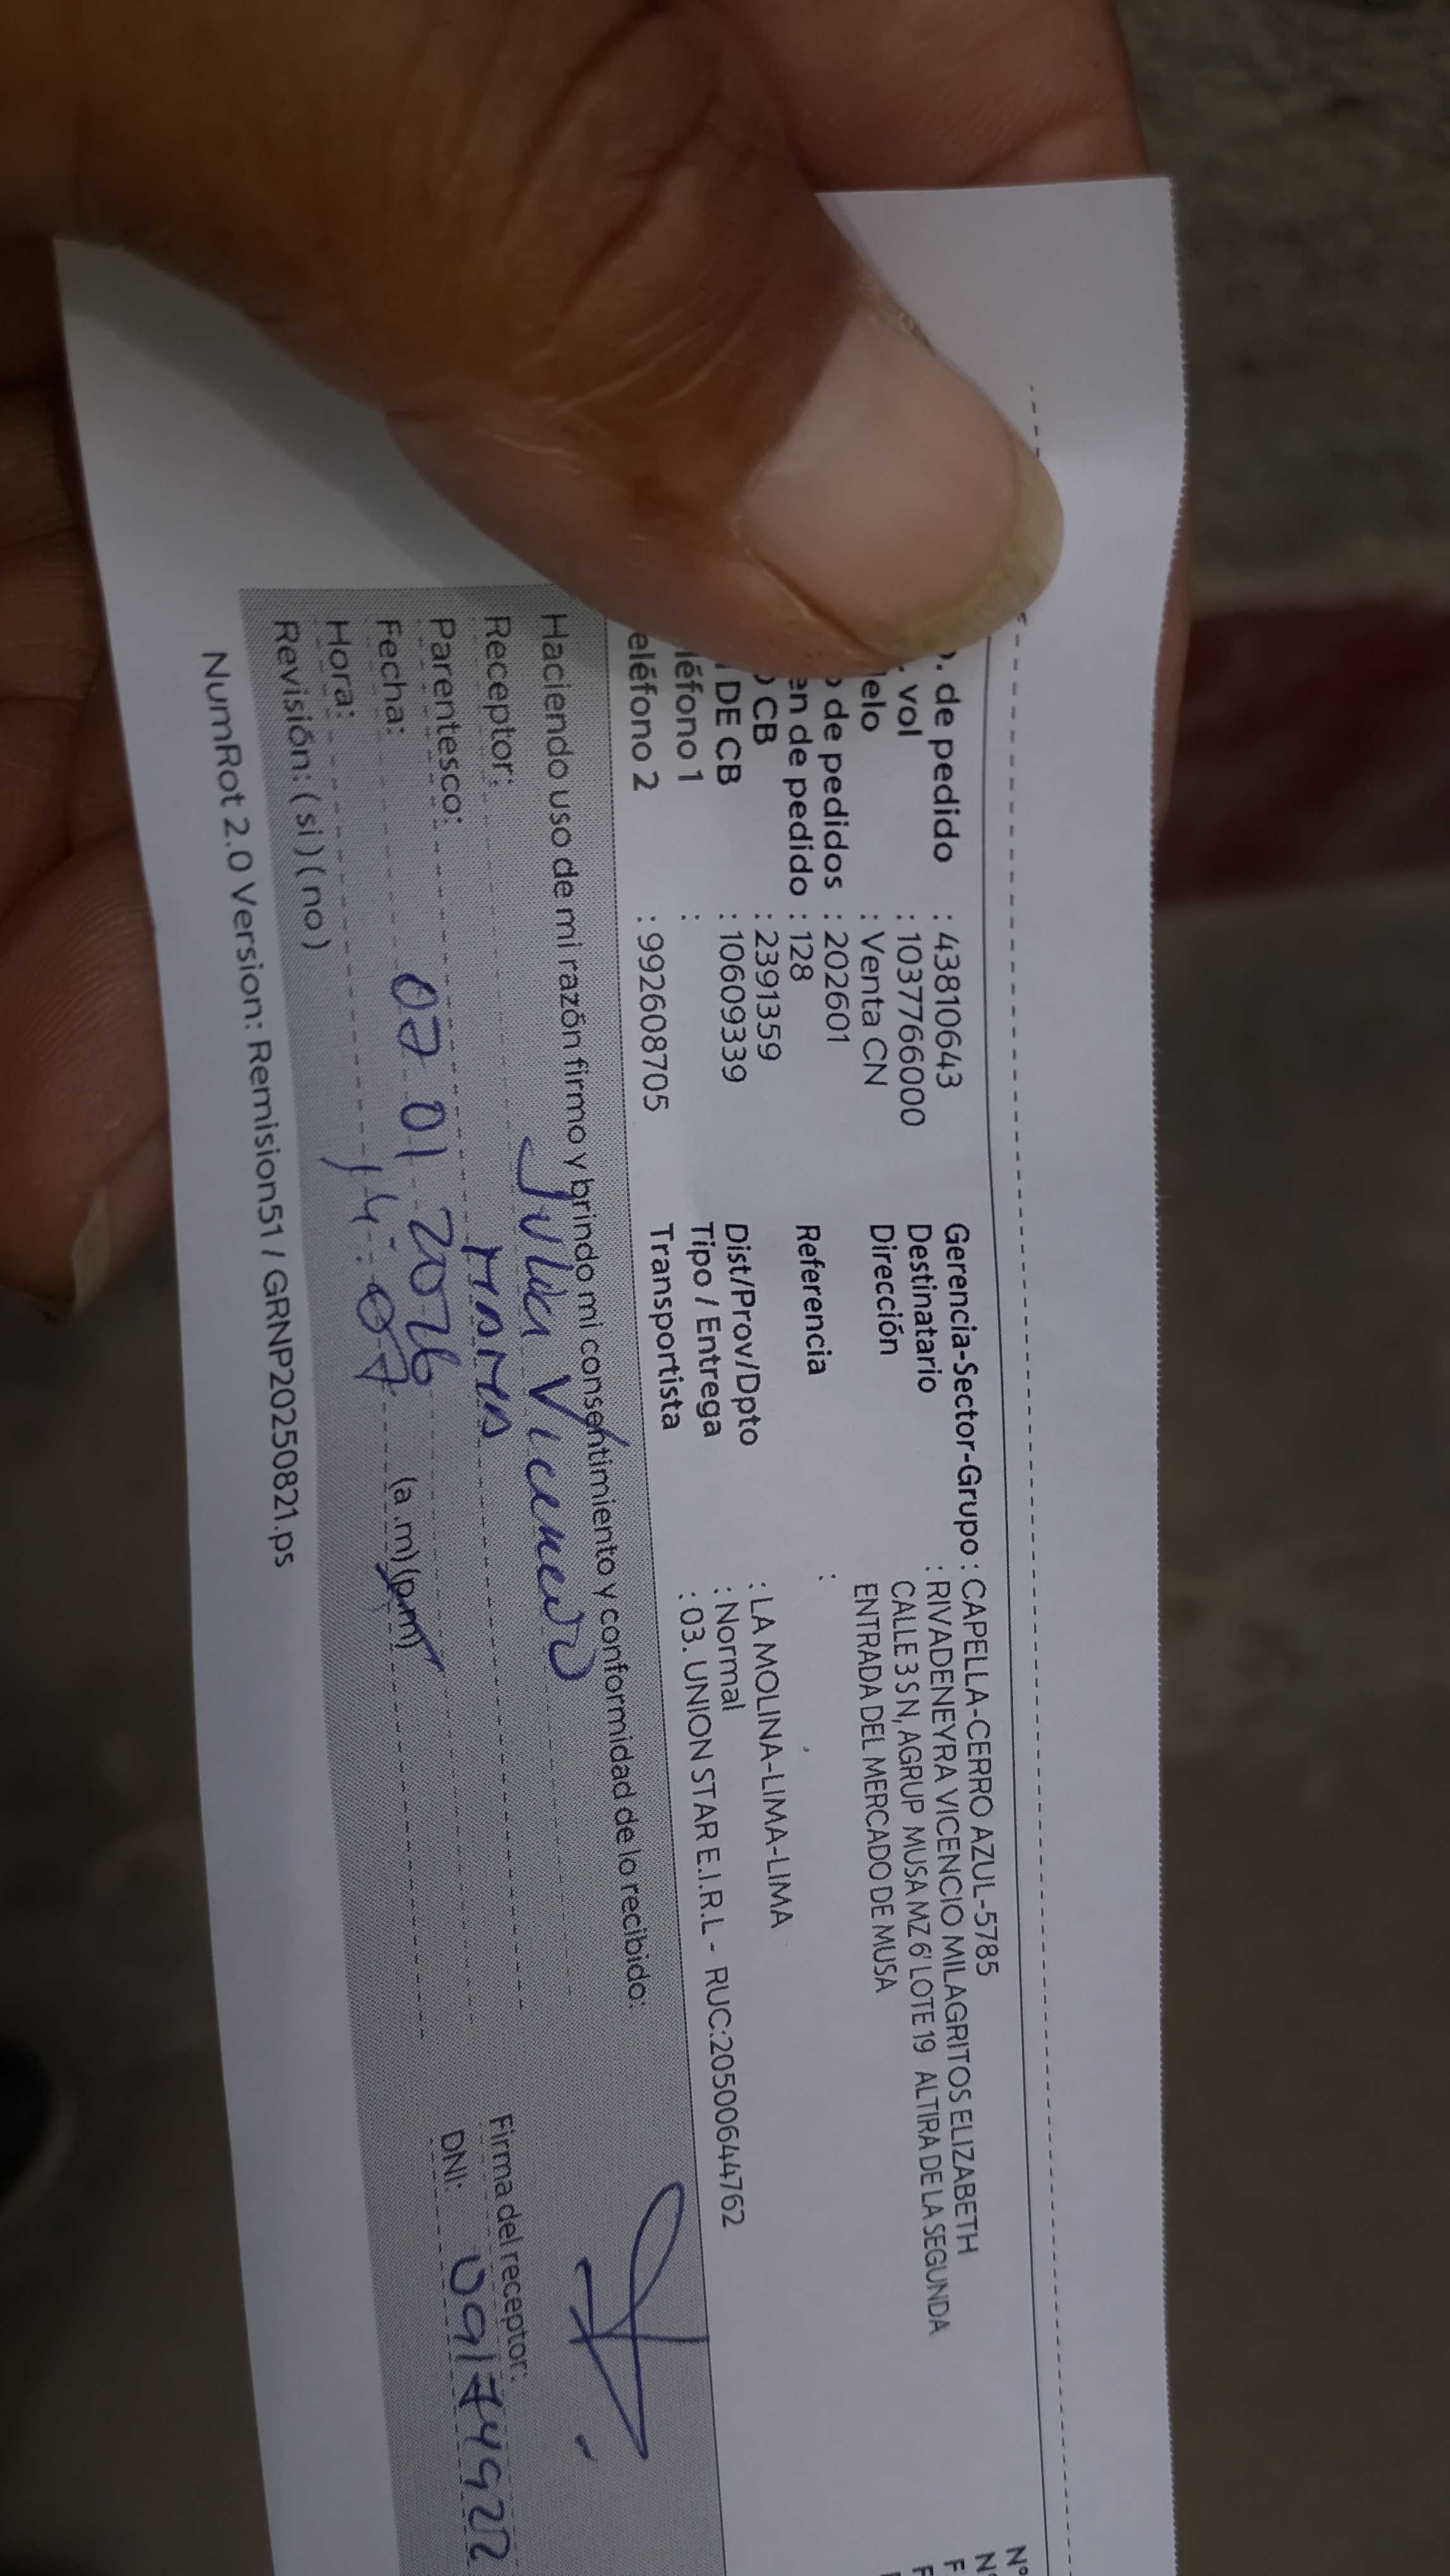 . de pedido : 43810643 Gerencia-Sector-Grupo : CAPELLA-CERRO AZUL-5785 N°
vol : 1037766000 Destinatario : RIVADENEYRA VICENCIO MILAGRITOS ELIZABETH
elo : Venta CN Dirección CALLE 3 S N, AGRUP MUSA MZ 6' LOTE 19 ALTIRA DE LA SEGUNDA
de pedidos : 202601 ENTRADA DEL MERCADO DE MUSA
en de pedido : 128 Referencia :
CB : 2391359
DE CB : 10609339 Dist/Prov/Dpto : LA MOLINA-LIMA-LIMA
léfono 1 : Tipo / Entrega : Normal
eléfono 2 : 992608705 Transportista : 03. UNION STAR E.I.R.L - RUC:20500644762
Haciendo uso de mi razón firmo y brindo mi consentimiento y conformidad de lo recibido:
Receptor: Vicencio
Parentesco: MAMA Firma del receptor:
Fecha: 07 01 2026 DNI: 09174922
Hora: 14:07 (a.m)(p.m)
Revisión: (si)(no)
NumRot 2.0 Version: Remision51 / GRNP20250821.ps